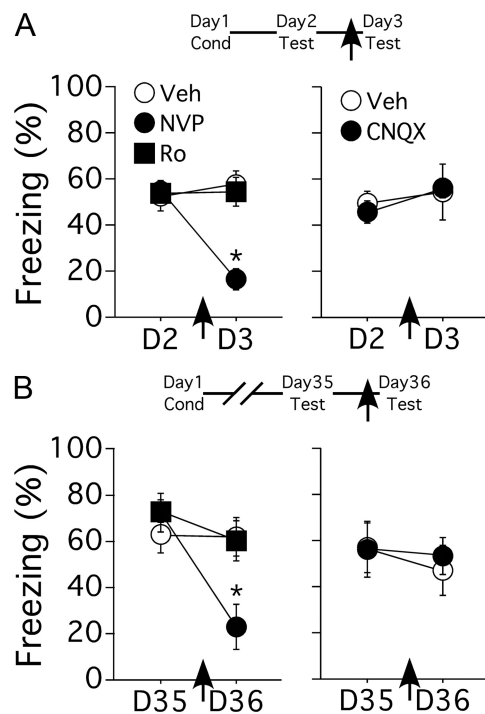 A
Day1 Day2 Day3
Cond Test Test
Freezing (%)
100
80
60
40
20
0
Veh
NVP
Ro
*
D2 D3
Veh
CNQX
D2 D3
B
Day1 Day35 Day36
Cond Test Test
Freezing (%)
100
80
60
40
20
0
*
D35 D36
D35 D36